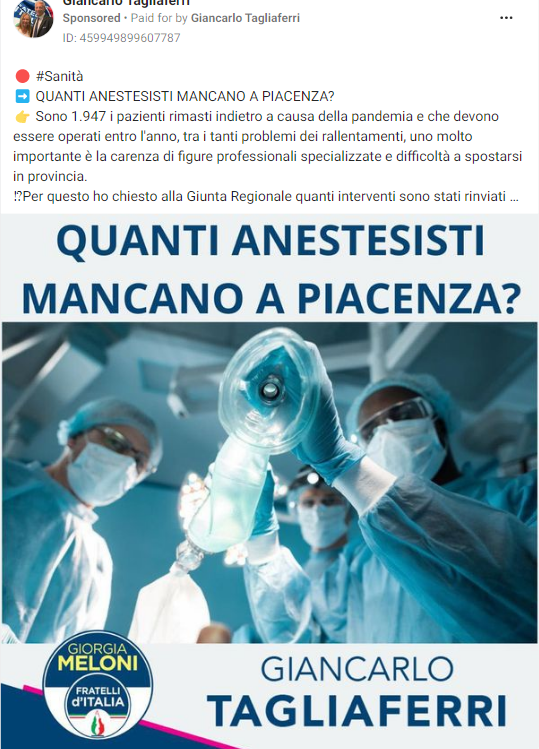 Giancarlo Tagliaferri
Sponsored • Paid for by Giancarlo Tagliaferri
ID: 459949899607787
🔴 #Sanità
➡️ QUANTI ANESTESISTI MANCANO A PIACENZA?
👉 Sono 1.947 i pazienti rimasti indietro a causa della pandemia e che devono
essere operati entro l'anno, tra i tanti problemi dei rallentamenti, uno molto
importante è la carenza di figure professionali specializzate e difficoltà a spostarsi
in provincia.
⁉Per questo ho chiesto alla Giunta Regionale quanti interventi sono stati rinviati ...
QUANTI ANESTESISTI
MANCANO A PIACENZA?
GIORGIA
MELONI
FRATELLI
d'ITALIA
GIANCARLO
TAGLIAFERRI